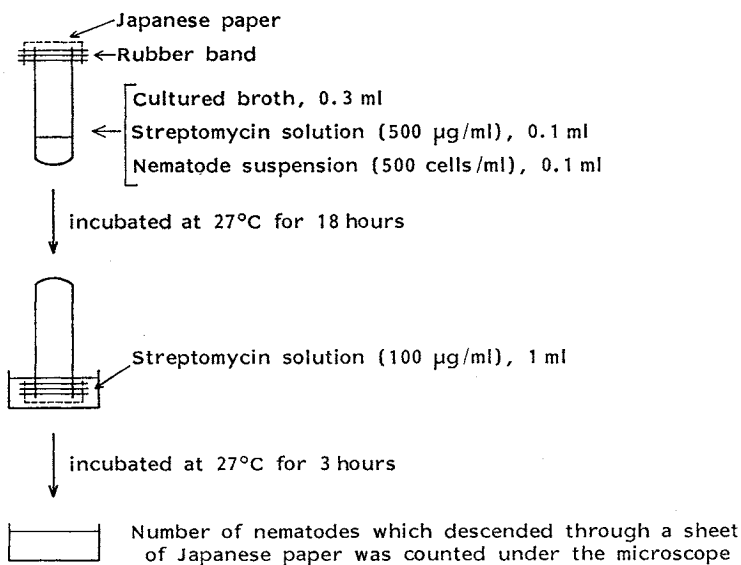 Japanese paper
Rubber band
Cultured broth, 0.3 ml
Streptomycin solution (500 μg/ml), 0.1 ml
Nematode suspension (500 cells/ml), 0.1 ml
incubated at 27°C for 18 hours
Streptomycin solution (100 μg/ml), 1 ml
incubated at 27°C for 3 hours
Number of nematodes which descended through a sheet
of Japanese paper was counted under the microscope